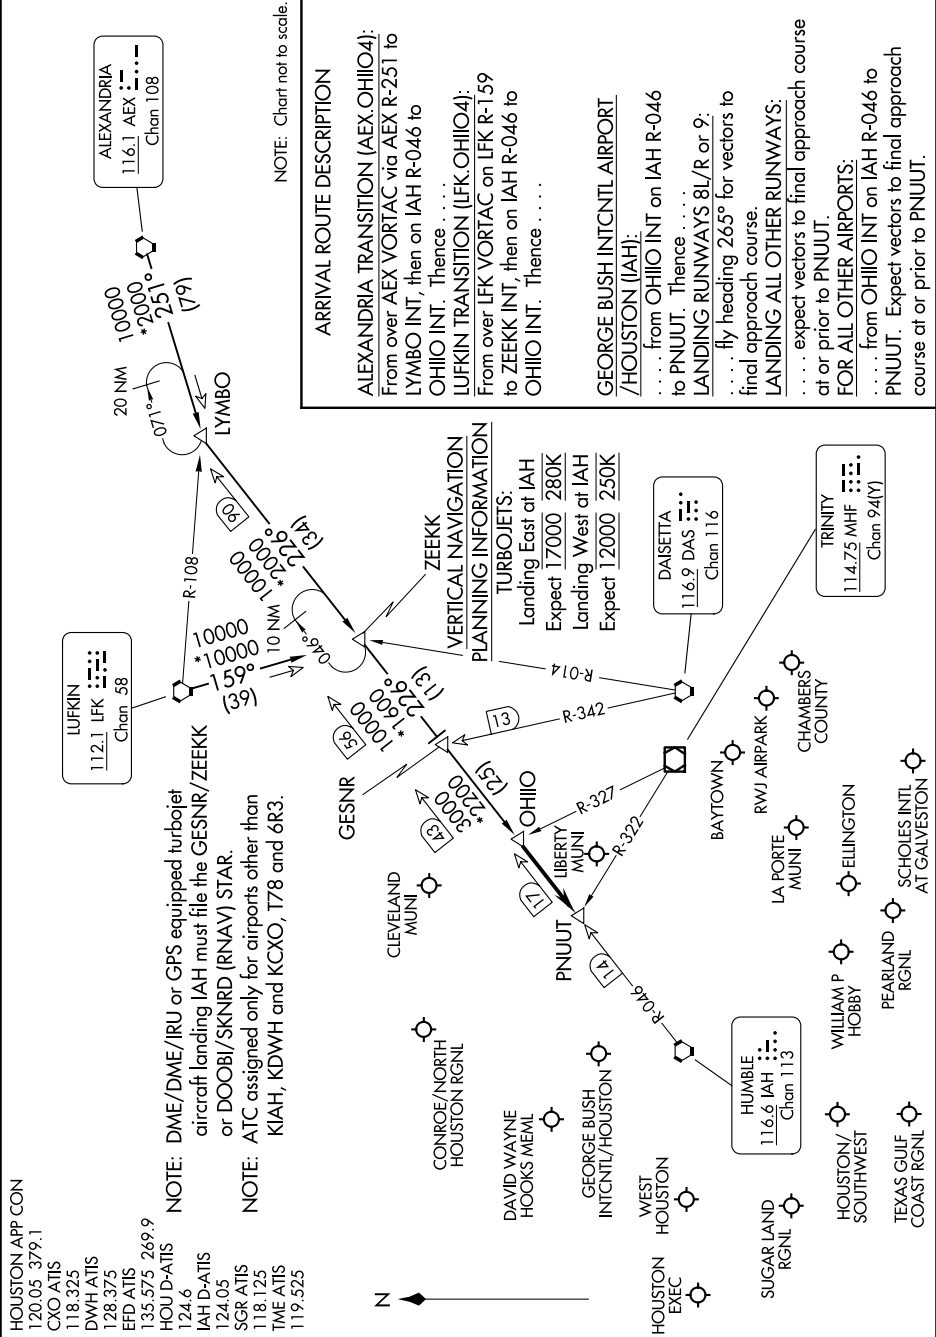 HOUSTON APP CON
120.05 379.1
CXO ATIS
118.325
DWH ATIS
128.375
EFD ATIS
135.575 269.9
HOU D-ATIS
124.6
IAH D-ATIS
124.05
SGR ATIS
118.125
TME ATIS
119.525
NOTE: DME/DME/IRU or GPS equipped turbojet
aircraft landing IAH must file the GESNR/ZEEKK
or DOOBI/SKNRD (RNAV) STAR.
NOTE: ATC assigned only for airports other than
KIAH, KDWH and KCXO, T78 and 6R3.
LUFKIN
112.1 LFK
Chan 58
ALEXANDRIA
116.1 AEX
Chan 108
NOTE: Chart not to scale.
10000
*2000
251°
(79)
20 NM
071°
LYMBO
R-108
90
10000
*2000
226°
(34)
10000
*10000
159°
(39)
10 NM
046°
ZEEKK
56
10000
*1600
226°
(13)
GESNR
43
3000
*2200
(25)
OHIIO
17
PNUUT
14
R-046
R-014
R-342
13
R-327
R-322
VERTICAL NAVIGATION
PLANNING INFORMATION
TURBOJETS:
Landing East at IAH
Expect 17000 280K
Landing West at IAH
Expect 12000 250K
DAISETTA
116.9 DAS
Chan 116
TRINITY
114.75 MHF
Chan 94(Y)
HUMBLE
116.6 IAH
Chan 113
CLEVELAND
MUNI
LIBERTY
MUNI
CONROE/NORTH
HOUSTON RGNL
DAVID WAYNE
HOOKS MEML
GEORGE BUSH
INTCNTL/HOUSTON
WEST
HOUSTON
HOUSTON
EXEC
SUGAR LAND
RGNL
HOUSTON/
SOUTHWEST
TEXAS GULF
COAST RGNL
WILLIAM P
HOBBY
PEARLAND
RGNL
ELLINGTON
SCHOLES INTL
AT GALVESTON
LA PORTE
MUNI
BAYTOWN
RWJ AIRPARK
CHAMBERS
COUNTY
N
ARRIVAL ROUTE DESCRIPTION
ALEXANDRIA TRANSITION (AEX.OHIIO4):
From over AEX VORTAC via AEX R-251 to
LYMBO INT, then on IAH R-046 to
OHIIO INT. Thence . . . .
LUFKIN TRANSITION (LFK.OHIIO4):
From over LFK VORTAC on LFK R-159
to ZEEKK INT, then on IAH R-046 to
OHIIO INT. Thence . . . .
GEORGE BUSH INTCNTL AIRPORT
/HOUSTON (IAH):
. . . . from OHIIO INT on IAH R-046
to PNUUT. Thence . . . .
LANDING RUNWAYS 8L/R or 9:
. . . . fly heading 265° for vectors to
final approach course.
LANDING ALL OTHER RUNWAYS:
. . . . expect vectors to final approach course
at or prior to PNUUT.
FOR ALL OTHER AIRPORTS:
. . . . from OHIIO INT on IAH R-046 to
PNUUT. Expect vectors to final approach
course at or prior to PNUUT.